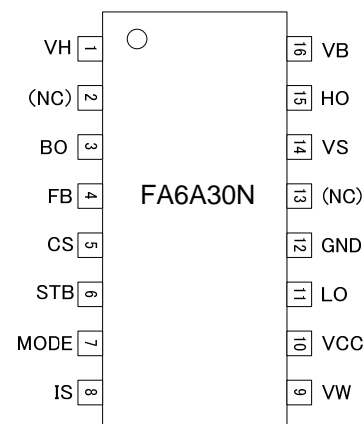 VH 1 16 VB
(NC) 2 15 HO
BO 3 14 VS
FB 4 FA6A30N 13 (NC)
CS 5 12 GND
STB 6 11 LO
MODE 7 10 VCC
IS 8 9 VW